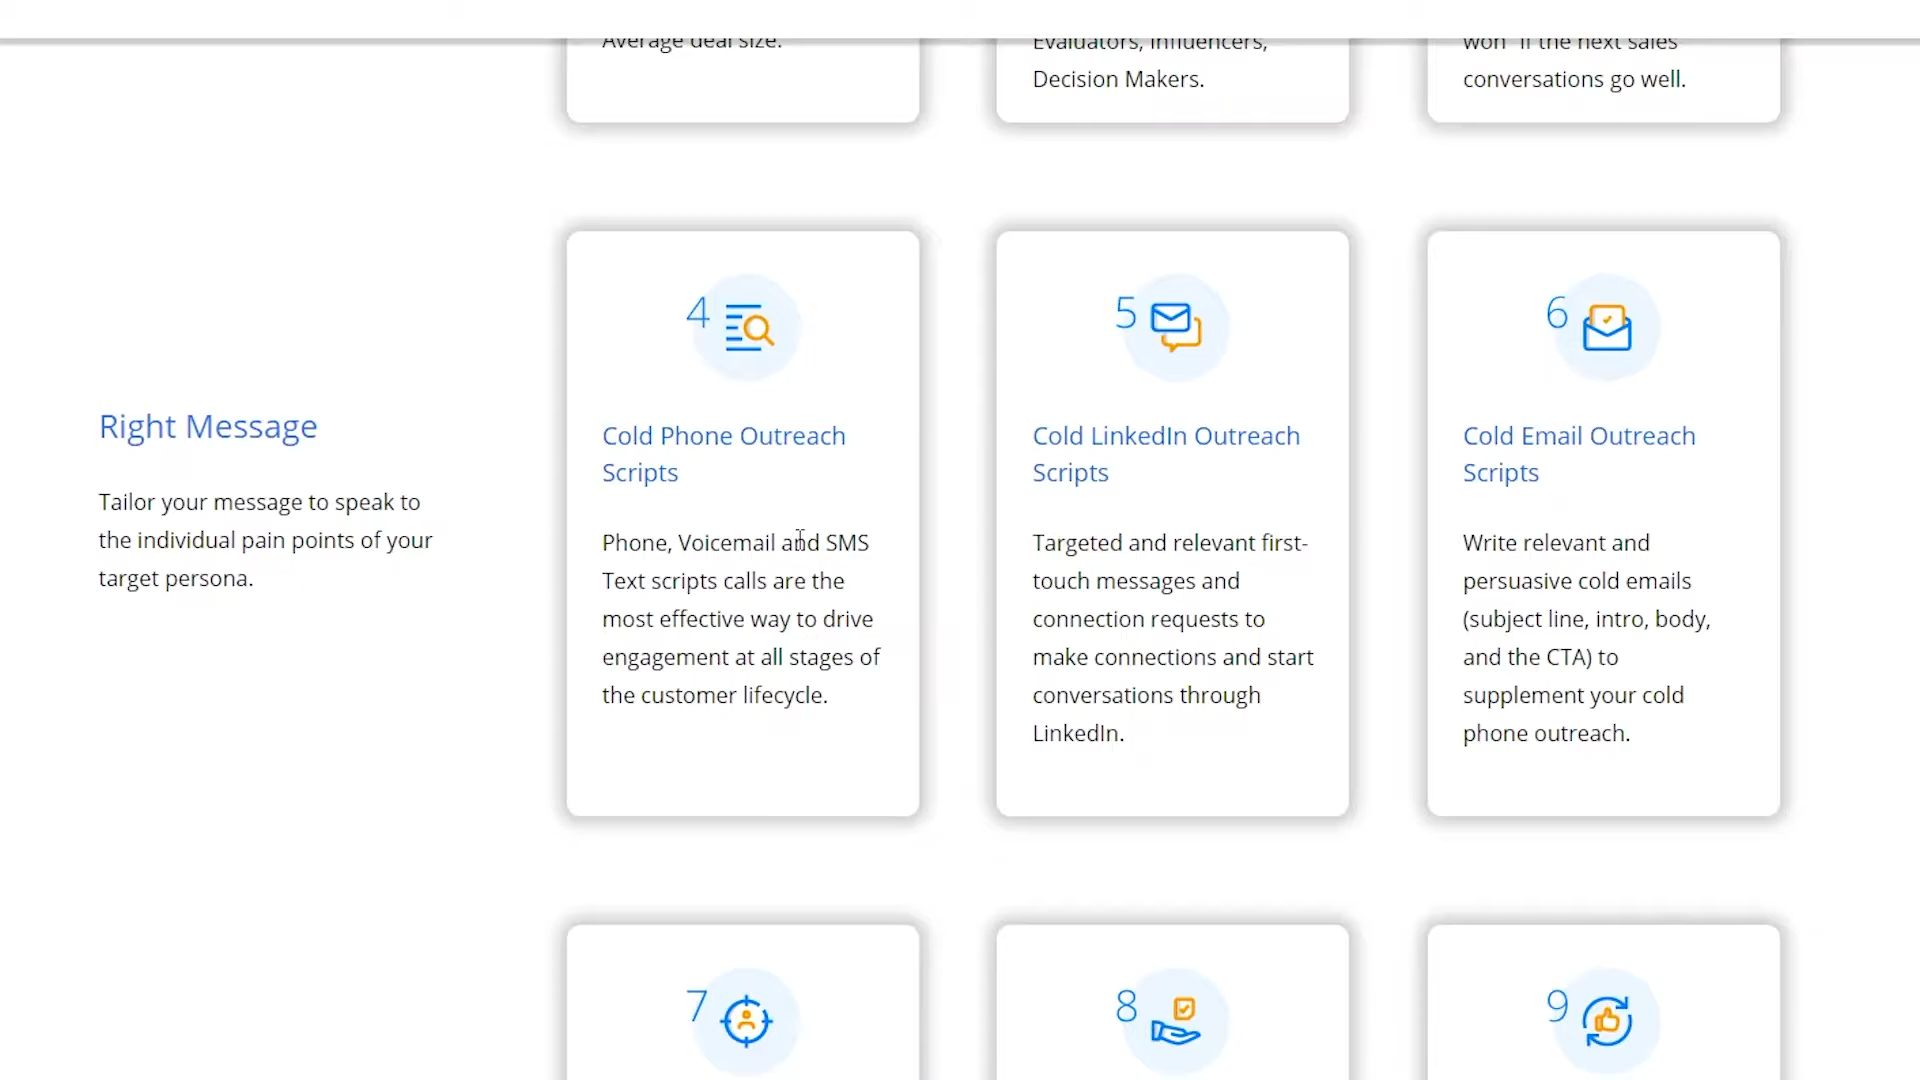 Average deal size.
Evaluators, Influencers,
Decision Makers.
won" if the next sales
conversations go well.
Right Message
Tailor your message to speak to
the individual pain points of your
target persona.
4
Cold Phone Outreach
Scripts
Phone, Voicemail and SMS
Text scripts calls are the
most effective way to drive
engagement at all stages of
the customer lifecycle.
5
Cold LinkedIn Outreach
Scripts
Targeted and relevant first-
touch messages and
connection requests to
make connections and start
conversations through
LinkedIn.
6
Cold Email Outreach
Scripts
Write relevant and
persuasive cold emails
(subject line, intro, body,
and the CTA) to
supplement your cold
phone outreach.
7
8
9